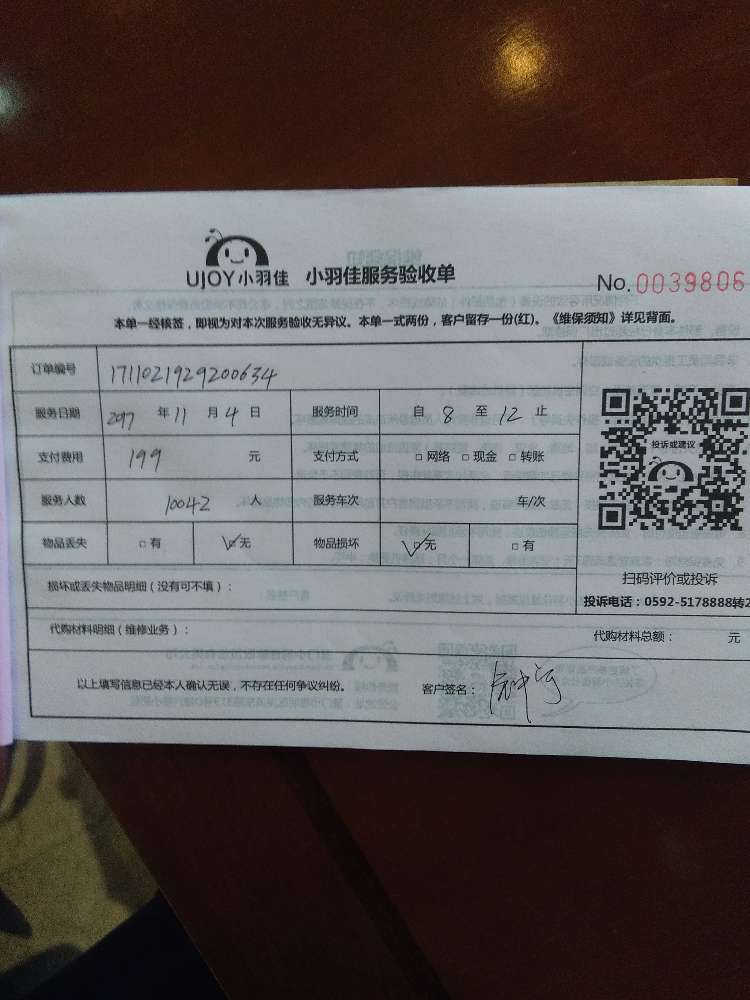 UJOY小羽佳 小羽佳服务验收单
No.0039806
本单一经核签，即视为对本次服务验收无异议。本单一式两份，客户留存一份(红)。《维保须知》详见背面。
订单编号 1711021929200634
服务日期 2017 年 11 月 4 日 服务时间 自 8 至 12 止
支付费用 199 元 支付方式 □ 网络 □ 现金 □ 转账
服务人数 10042 人 服务车次 车/次
物品丢失 □ 有 ☑ 无 物品损坏 ☑ 无 □ 有
投诉或建议
扫码评价或投诉
投诉电话：0592-5178888转2
损坏或丢失物品明细（没有可不填）：
代购材料明细（维修业务）： 代购材料总额： 元
以上填写信息已经本人确认无误，不存在任何争议纠纷。 客户签名：